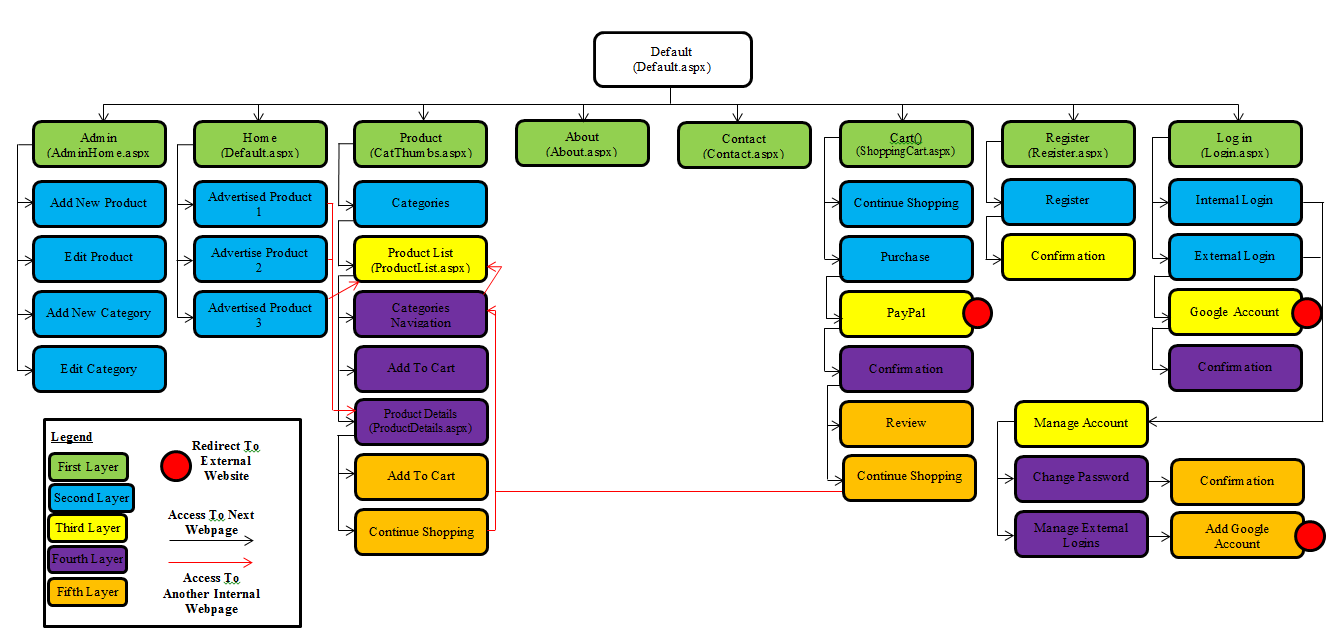 Default
(Default.aspx)
Admin
(AdminHome.aspx
Home
(Default.aspx)
Product
(CatThumbs.aspx)
About
(About.aspx)
Contact
(Contact.aspx)
Cart()
(ShoppingCart.aspx)
Register
(Register.aspx)
Login
(Login.aspx)
Add New Product
Edit Product
Add New Category
Edit Category
Advertised Product
1
Advertise Product
2
Advertised Product
3
Categories
Product List
(ProductList.aspx)
Categories
Navigation
Add To Cart
Product Details
(ProductDetails.aspx)
Add To Cart
Continue Shopping
Continue Shopping
Purchase
PayPal
Confirmation
Review
Continue Shopping
Register
Confirmation
Internal Login
External Login
Google Account
Confirmation
Manage Account
Change Password
Confirmation
Manage External
Logins
Add Google
Account
Legend
First Layer
Second Layer
Third Layer
Fourth Layer
Fifth Layer
Redirect To
External
Website
Access To Next
Webpage
Access To
Another Internal
Webpage